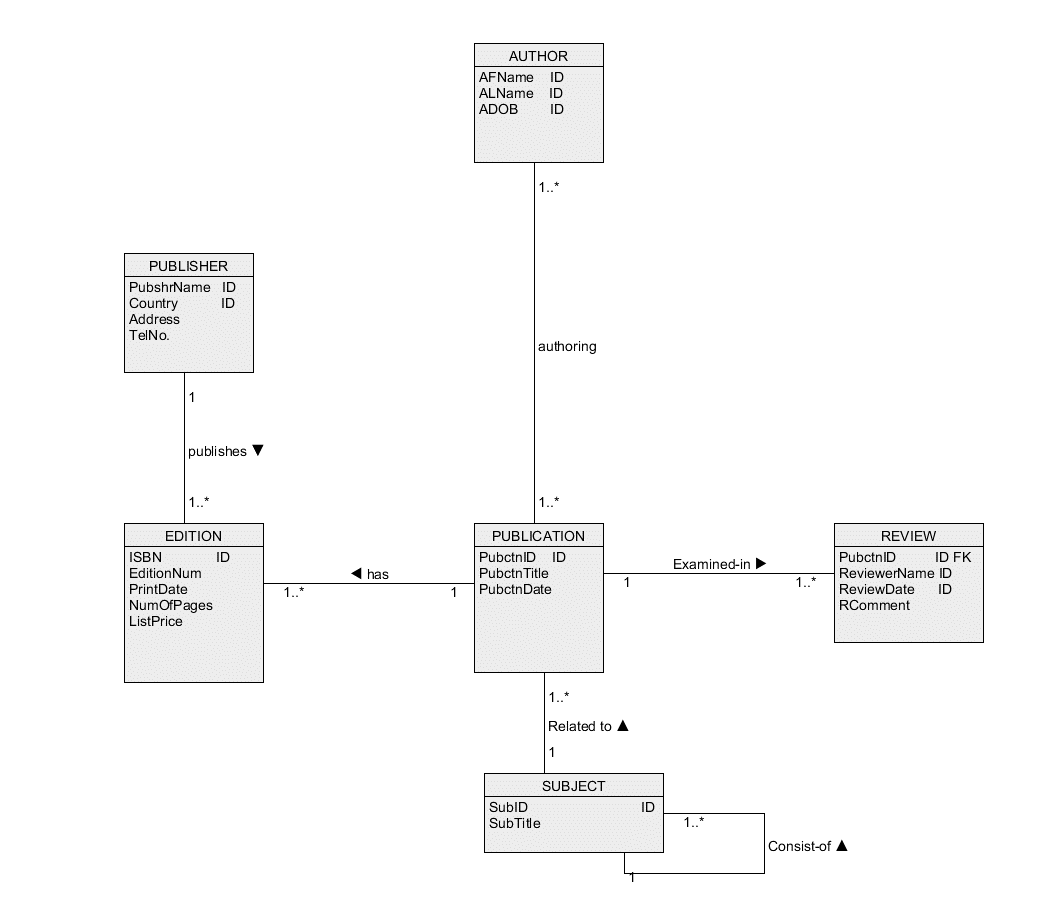 AUTHOR
AFName ID
ALName ID
ADOB ID
1..*
PUBLISHER
PubshrName ID
Country ID
Address
TelNo.
1
publishes ▼
1..*
authoring
1..*
EDITION
ISBN ID
EditionNum
PrintDate
NumOfPages
ListPrice
◀ has
1..*
1
PUBLICATION
PubctnID ID
PubctnTitle
PubctnDate
Examined-in ▶
1
1..*
REVIEW
PubctnID ID FK
ReviewerName ID
ReviewDate ID
RComment
1..*
Related to ▲
1
SUBJECT
SubID ID
SubTitle
1..*
Consist-of ▲
1